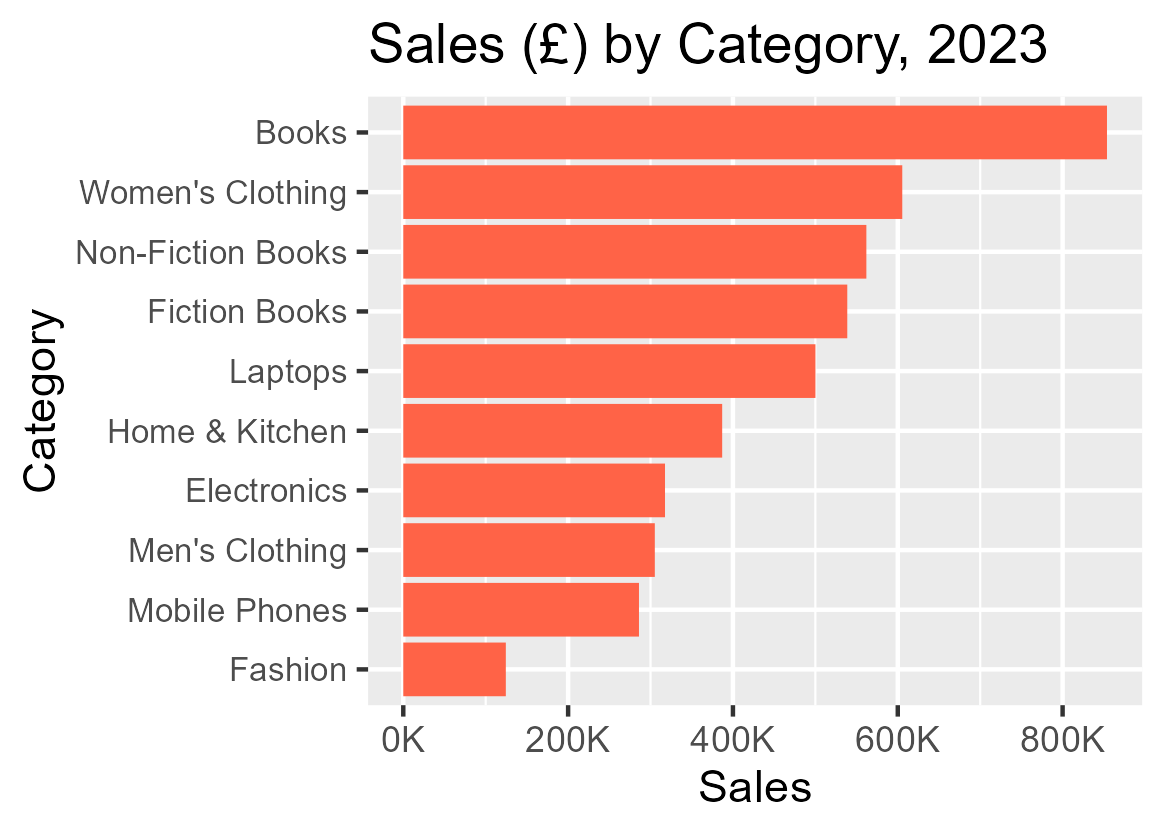 Sales (£) by Category, 2023
Category
Books
Women's Clothing
Non-Fiction Books
Fiction Books
Laptops
Home & Kitchen
Electronics
Men's Clothing
Mobile Phones
Fashion
0K 200K 400K 600K 800K
Sales